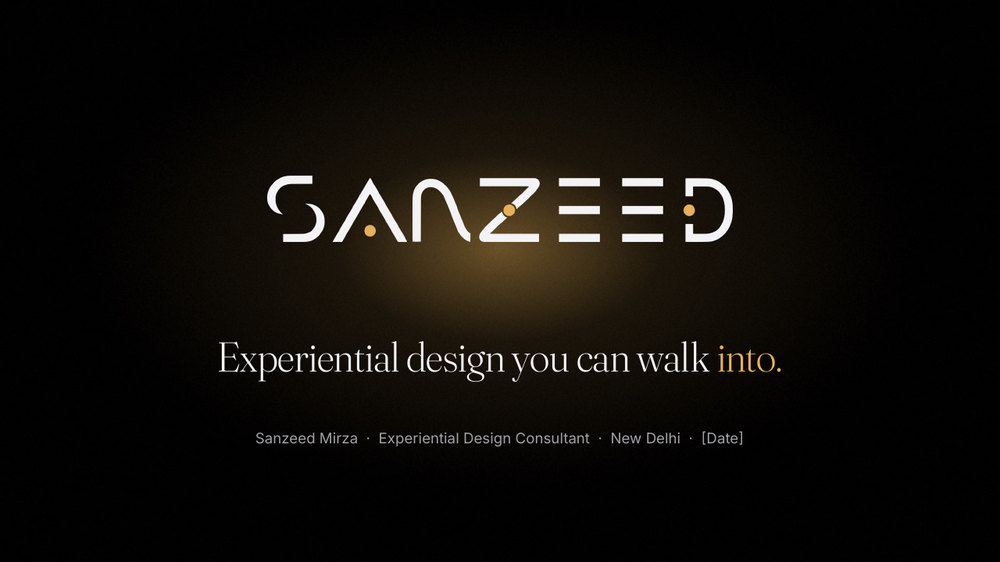 SANZEED
Experiential design you can walk into.
Sanzeed Mirza · Experiential Design Consultant · New Delhi · [Date]